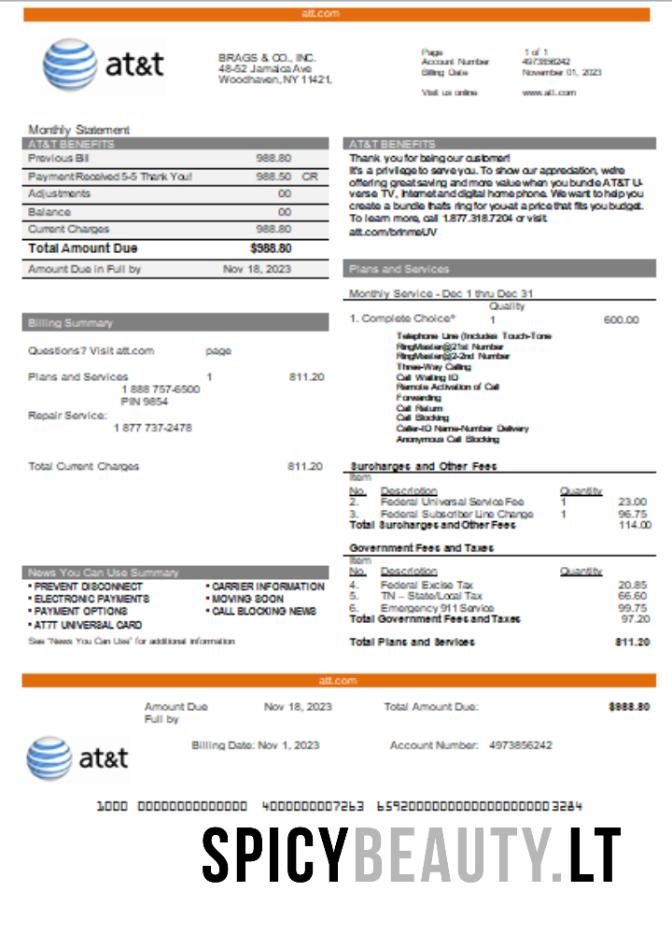 att.com
at&t
BRAGS & CO., INC.
48-52 Jamaica Ave
Woodhaven, NY 11421,
Page 1 of 1
Account Number 4973856242
Billing Date November 01, 2023
Visit us online www.att.com
Monthly Statement
AT&T BENEFITS
Previous Bill 988.80
Payment Received 5-5 Thank You! 988.50 CR
Adjustments 00
Balance 00
Current Charges 988.80
Total Amount Due $988.80
Amount Due in Full by Nov 18, 2023
Billing Summary
Questions? Visit att.com page
Plans and Services 1 811.20
1 888 757-6500
PIN 9854
Repair Service:
1 877 737-2478
Total Current Charges 811.20
News You Can Use Summary
• PREVENT DISCONNECT • CARRIER INFORMATION
• ELECTRONIC PAYMENTS • MOVING SOON
• PAYMENT OPTIONS • CALL BLOCKING NEWS
• AT7T UNIVERSAL CARD
See "News You Can Use" for additional information
AT&T BENEFITS
Thank you for being our customer!
It's a privilege to serve you. To show our appreciation, we're
offering great saving and more value when you bundle AT&T U-
verse TV, Internet and digital home phone. We want to help you
create a bundle that's ring for you-at a price that fits you budget.
To learn more, call 1.877.318.7204 or visit
att.com/brinmeUV
Plans and Services
Monthly Service - Dec 1 thru Dec 31
Quality
1. Complete Choice* 1 600.00
Telephone Line (Includes Touch-Tone
RingMaster@21st Number
RingMaster@2-2nd Number
Three-Way Calling
Call Waiting ID
Remote Activation of Call
Forwarding
Call Return
Call Blocking
Caller-ID Name-Number Delivery
Anonymous Call Blocking
Surcharges and Other Fees
Item
No. Description Quantity
2. Federal Universal Service Fee 1 23.00
3. Federal Subscriber Line Change 1 96.75
Total Surcharges and Other Fees 114.00
Government Fees and Taxes
Item
No. Description Quantity
4. Federal Excise Tax 20.85
5. TN – State/Local Tax 66.60
6. Emergency 911 Service 99.75
Total Government Fees and Taxes 97.20
Total Plans and Services 811.20
att.com
Amount Due Nov 18, 2023 Total Amount Due: $988.80
Full by
at&t
Billing Date: Nov 1, 2023 Account Number: 4973856242
SPICYBEAUTY.LT